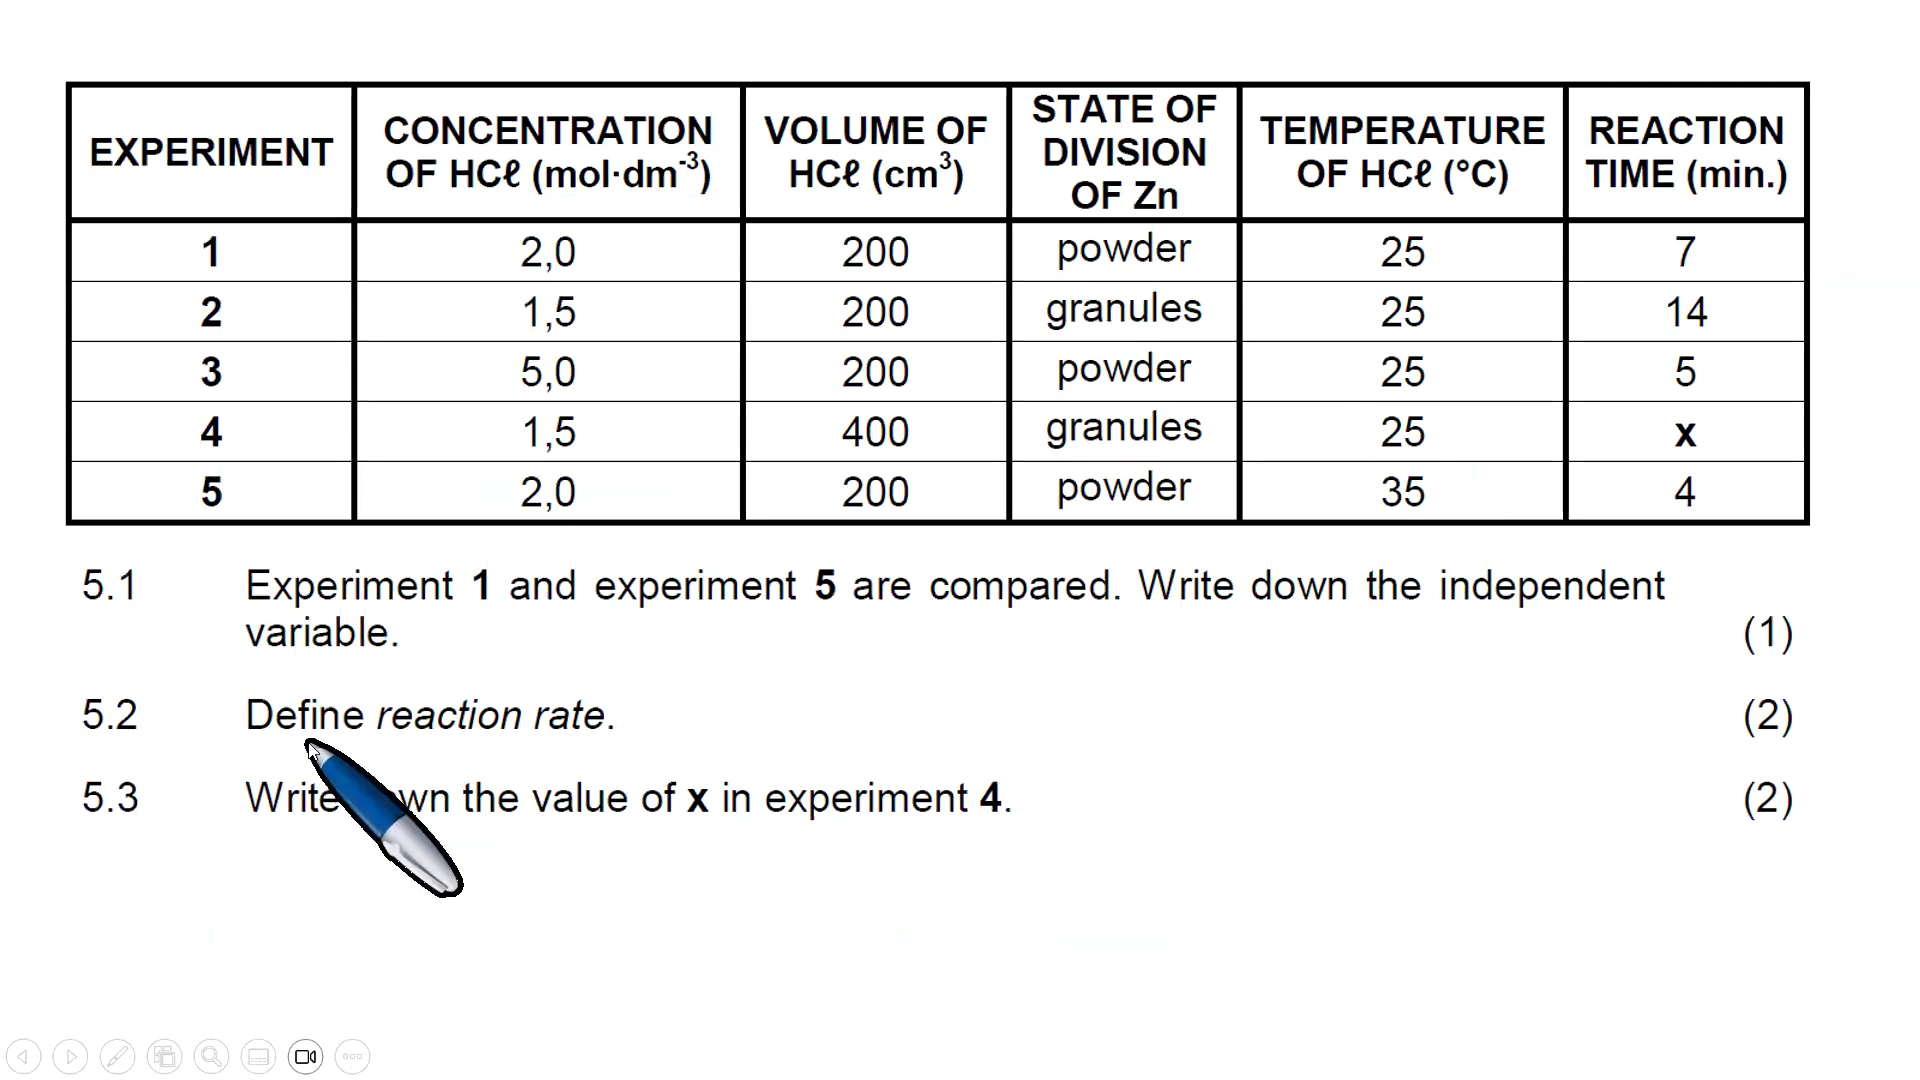 EXPERIMENT CONCENTRATION OF HCℓ (mol·dm⁻³) VOLUME OF HCℓ (cm³) STATE OF DIVISION OF Zn TEMPERATURE OF HCℓ (°C) REACTION TIME (min.)
1 2,0 200 powder 25 7
2 1,5 200 granules 25 14
3 5,0 200 powder 25 5
4 1,5 400 granules 25 x
5 2,0 200 powder 35 4
5.1 Experiment 1 and experiment 5 are compared. Write down the independent
variable. (1)
5.2 Define reaction rate. (2)
5.3 Write down the value of x in experiment 4. (2)